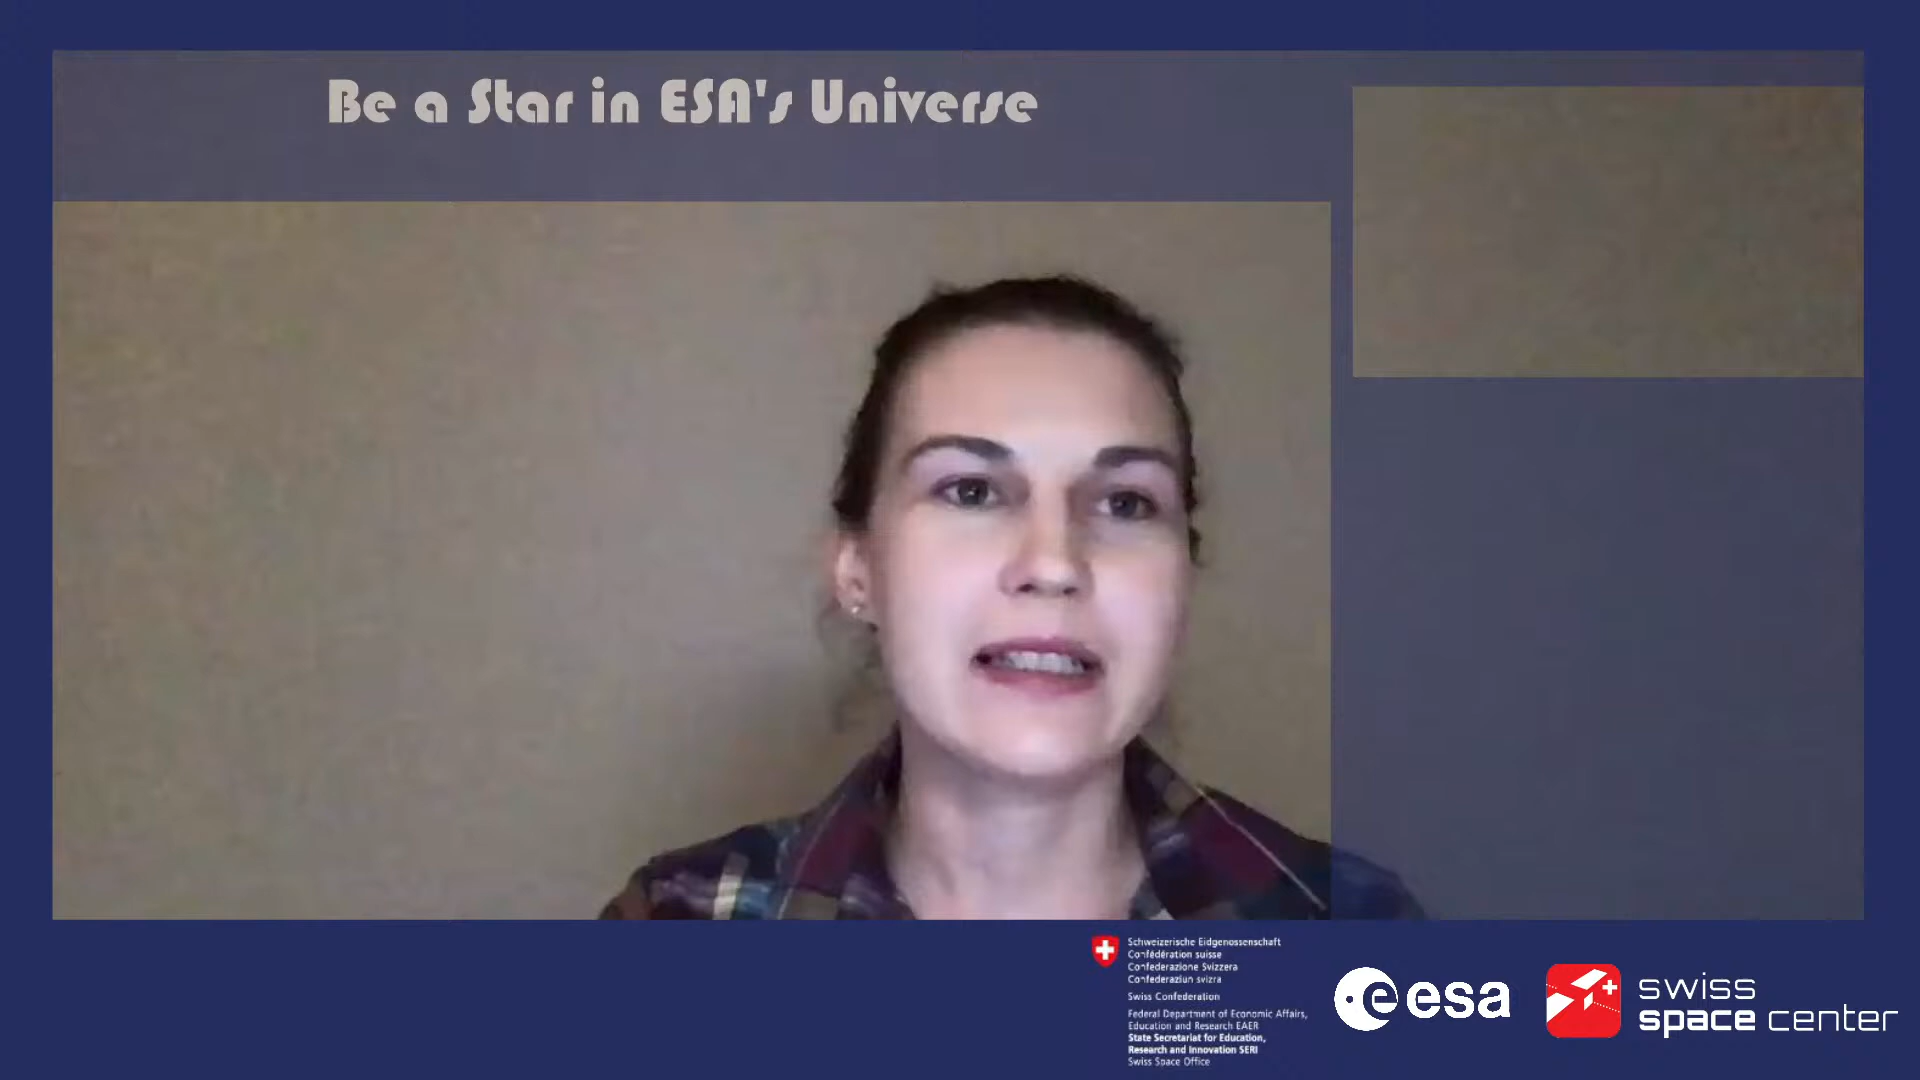 Be a Star in ESA's Universe
Schweizerische Eidgenossenschaft
Confédération suisse
Confederazione Svizzera
Confederaziun svizra
Swiss Confederation
Federal Department of Economic Affairs,
Education and Research EAER
State Secretariat for Education,
Research and Innovation SERI
Swiss Space Office
esa
swiss
space center